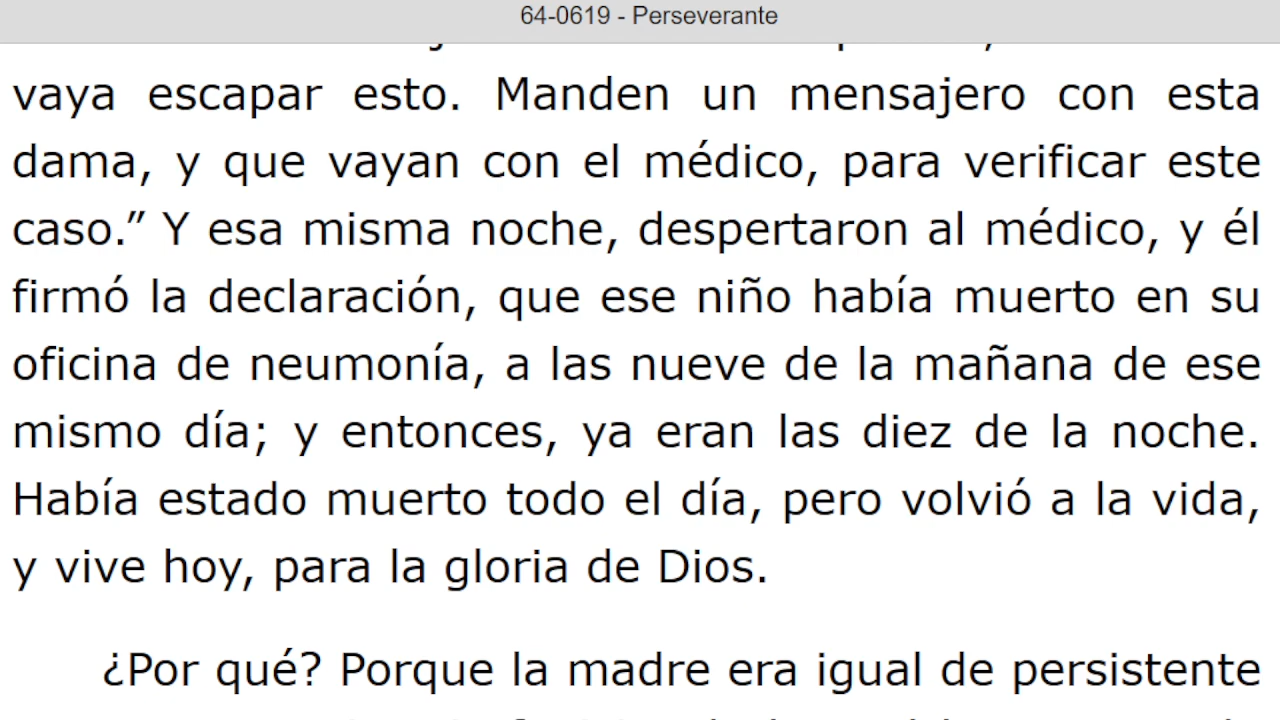 64-0619 - Perseverante
vaya escapar esto. Manden un mensajero con esta
dama, y que vayan con el médico, para verificar este
caso.” Y esa misma noche, despertaron al médico, y él
firmó la declaración, que ese niño había muerto en su
oficina de neumonía, a las nueve de la mañana de ese
mismo día; y entonces, ya eran las diez de la noche.
Había estado muerto todo el día, pero volvió a la vida,
y vive hoy, para la gloria de Dios.
¿Por qué? Porque la madre era igual de persistente